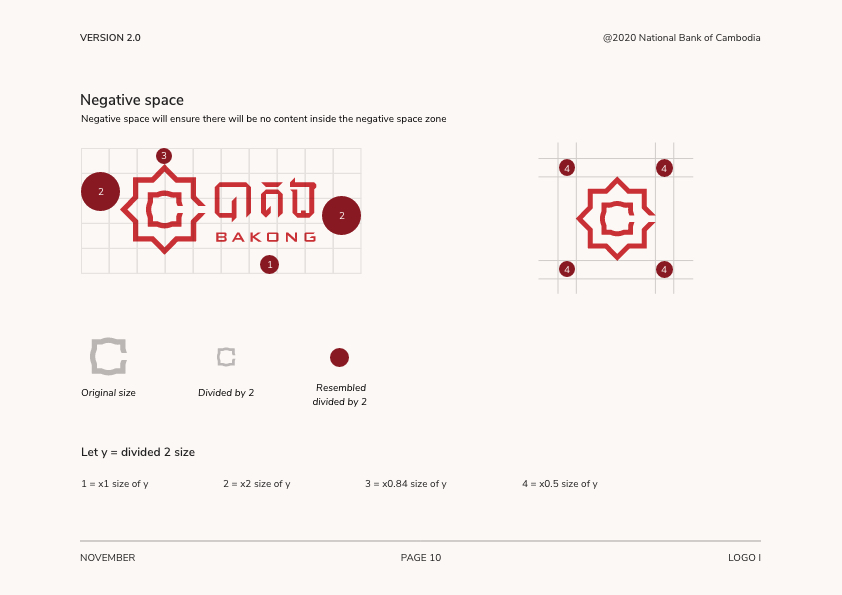 VERSION 2.0
@2020 National Bank of Cambodia
Negative space
Negative space will ensure there will be no content inside the negative space zone
3
2
បាគង
2
BAKONG
1
4
4
4
4
Original size
Divided by 2
Resembled
divided by 2
Let y = divided 2 size
1 = x1 size of y
2 = x2 size of y
3 = x0.84 size of y
4 = x0.5 size of y
NOVEMBER
PAGE 10
LOGO I